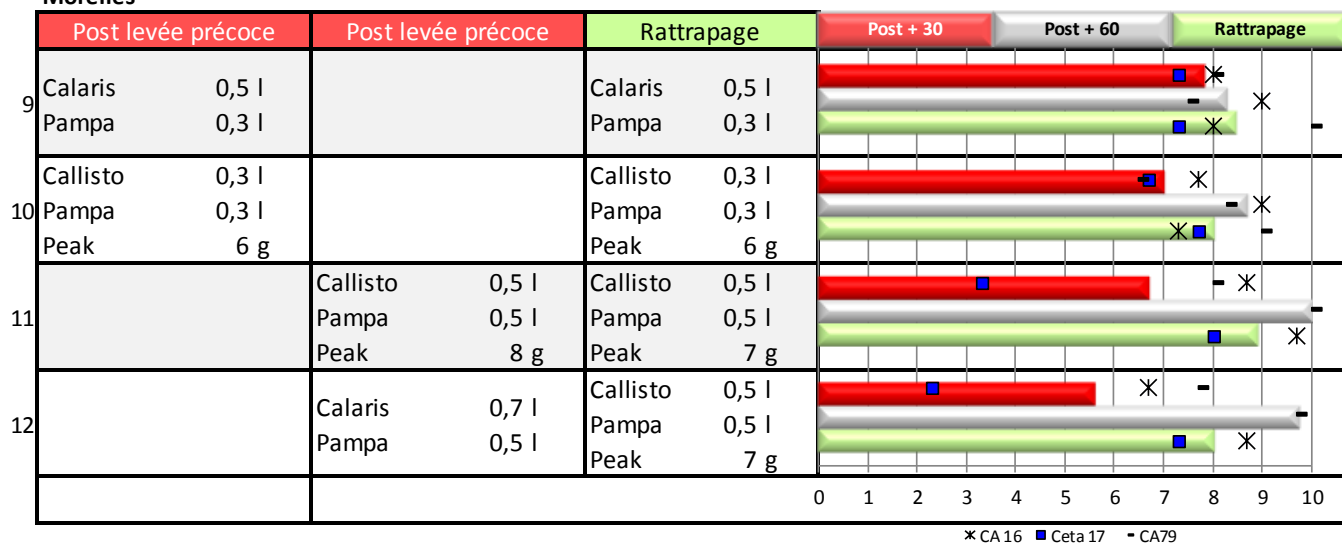 Morelles
Post levée précoce Post levée précoce Rattrapage Post + 30 Post + 60 Rattrapage
9
Calaris 0,5 l Calaris 0,5 l
Pampa 0,3 l Pampa 0,3 l
Callisto 0,3 l Callisto 0,3 l
10 Pampa 0,3 l Pampa 0,3 l
Peak 6 g Peak 6 g
Callisto 0,5 l Callisto 0,5 l
11 Pampa 0,5 l Pampa 0,5 l
Peak 8 g Peak 7 g
12
Calaris 0,7 l Callisto 0,5 l
Pampa 0,5 l Pampa 0,5 l
Peak 7 g
0 1 2 3 4 5 6 7 8 9 10
CA 16 Ceta 17 CA79